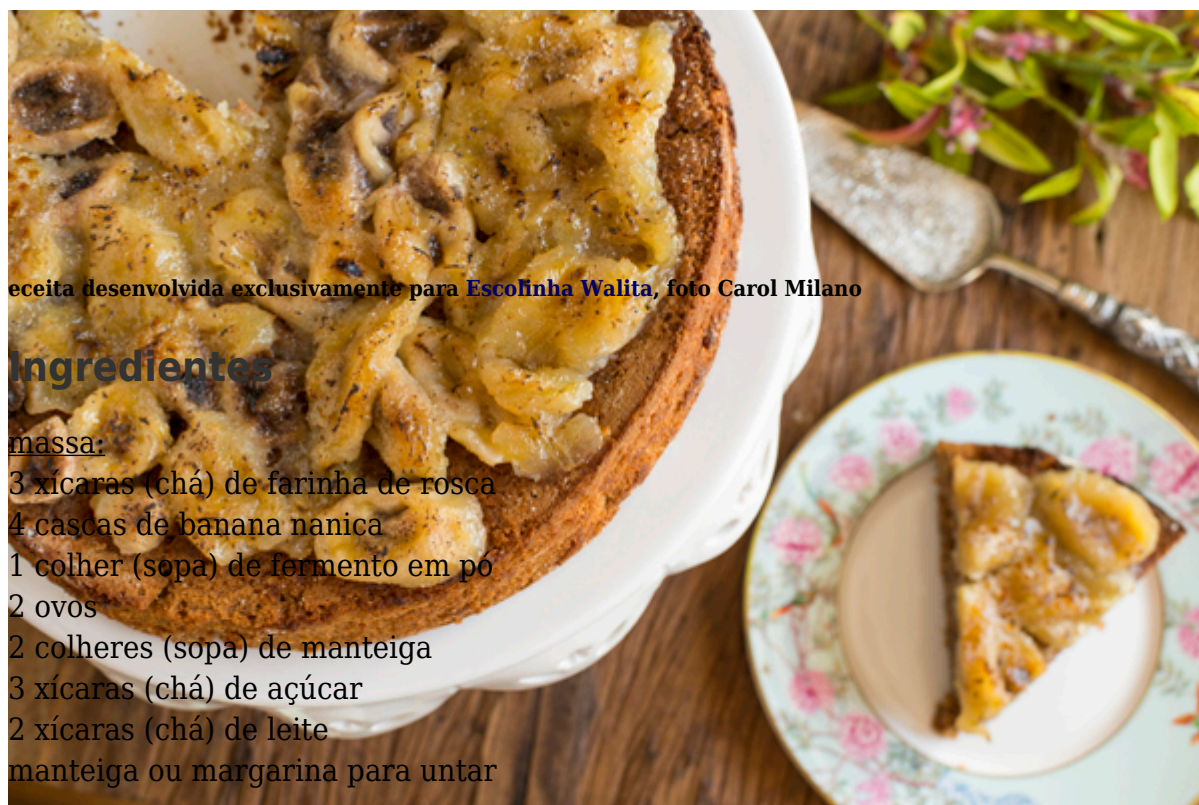 eceita desenvolvida exclusivamente para Escolinha Walita, foto Carol Milano
Ingredientes
massa:
3 xícaras (chá) de farinha de rosca
4 cascas de banana nanica
1 colher (sopa) de fermento em pó
2 ovos
2 colheres (sopa) de manteiga
3 xícaras (chá) de açúcar
2 xícaras (chá) de leite
manteiga ou margarina para untar